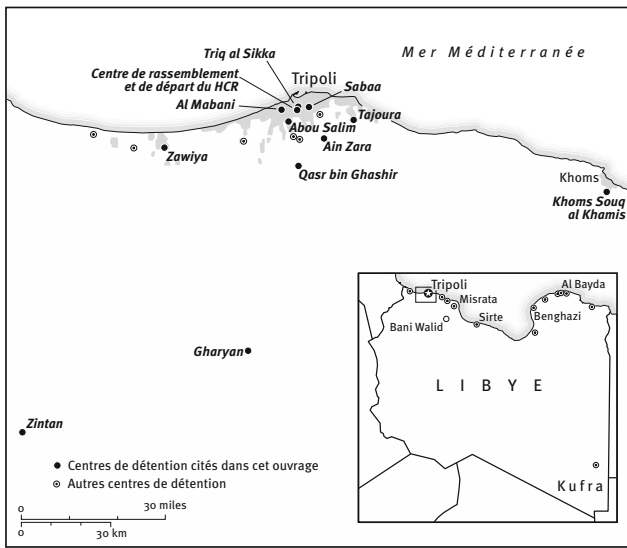 Mer Méditerranée
Triq al Sikka
Tripoli
Centre de rassemblement
et de départ du HCR
Sabaa
Al Mabani
Tajoura
Abou Salim
Ain Zara
Zawiya
Qasr bin Ghashir
Khoms
Khoms Souq
al Khamis
Gharyan
Zintan
Centres de détention cités dans cet ouvrage
Autres centres de détention
0 30 miles
0 30 km
Tripoli
Al Bayda
Misrata
Bani Walid
Sirte
Benghazi
LIBYE
Kufra